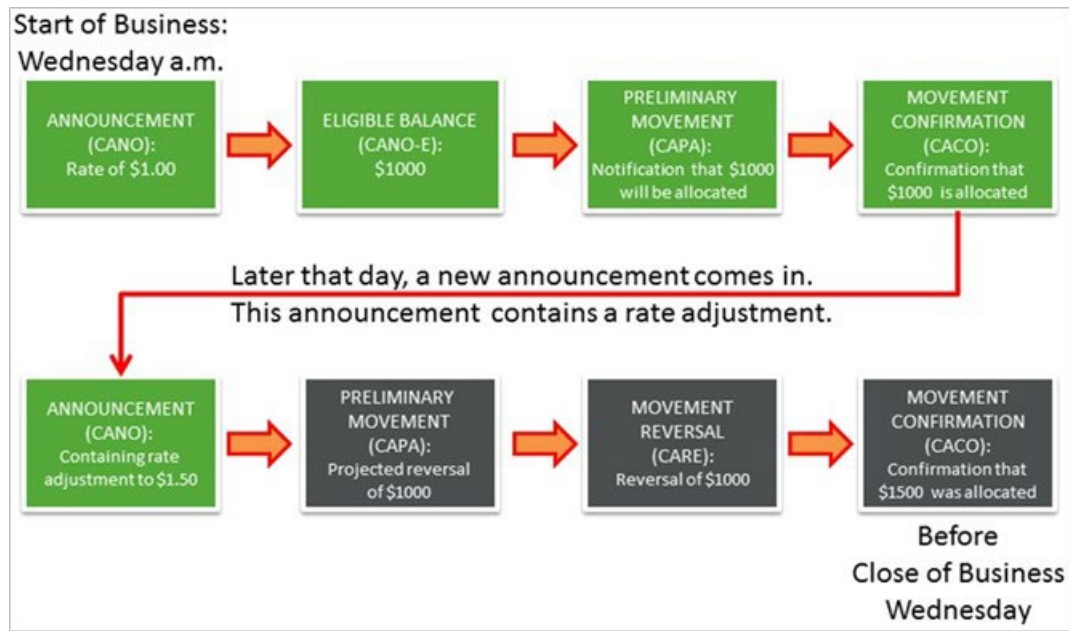 Start of Business:
Wednesday a.m.
ANNOUNCEMENT
(CANO):
Rate of $1.00
ELIGIBLE BALANCE
(CANO-E):
$1000
PRELIMINARY
MOVEMENT
(CAPA):
Notification that $1000
will be allocated
MOVEMENT
CONFIRMATION
(CACO):
Confirmation that
$1000 is allocated
Later that day, a new announcement comes in.
This announcement contains a rate adjustment.
ANNOUNCEMENT
(CANO):
Containing rate
adjustment to $1.50
PRELIMINARY
MOVEMENT
(CAPA):
Projected reversal
of $1000
MOVEMENT
REVERSAL
(CARE):
Reversal of $1000
MOVEMENT
CONFIRMATION
(CACO):
Confirmation that
$1500 was allocated
Before
Close of Business
Wednesday